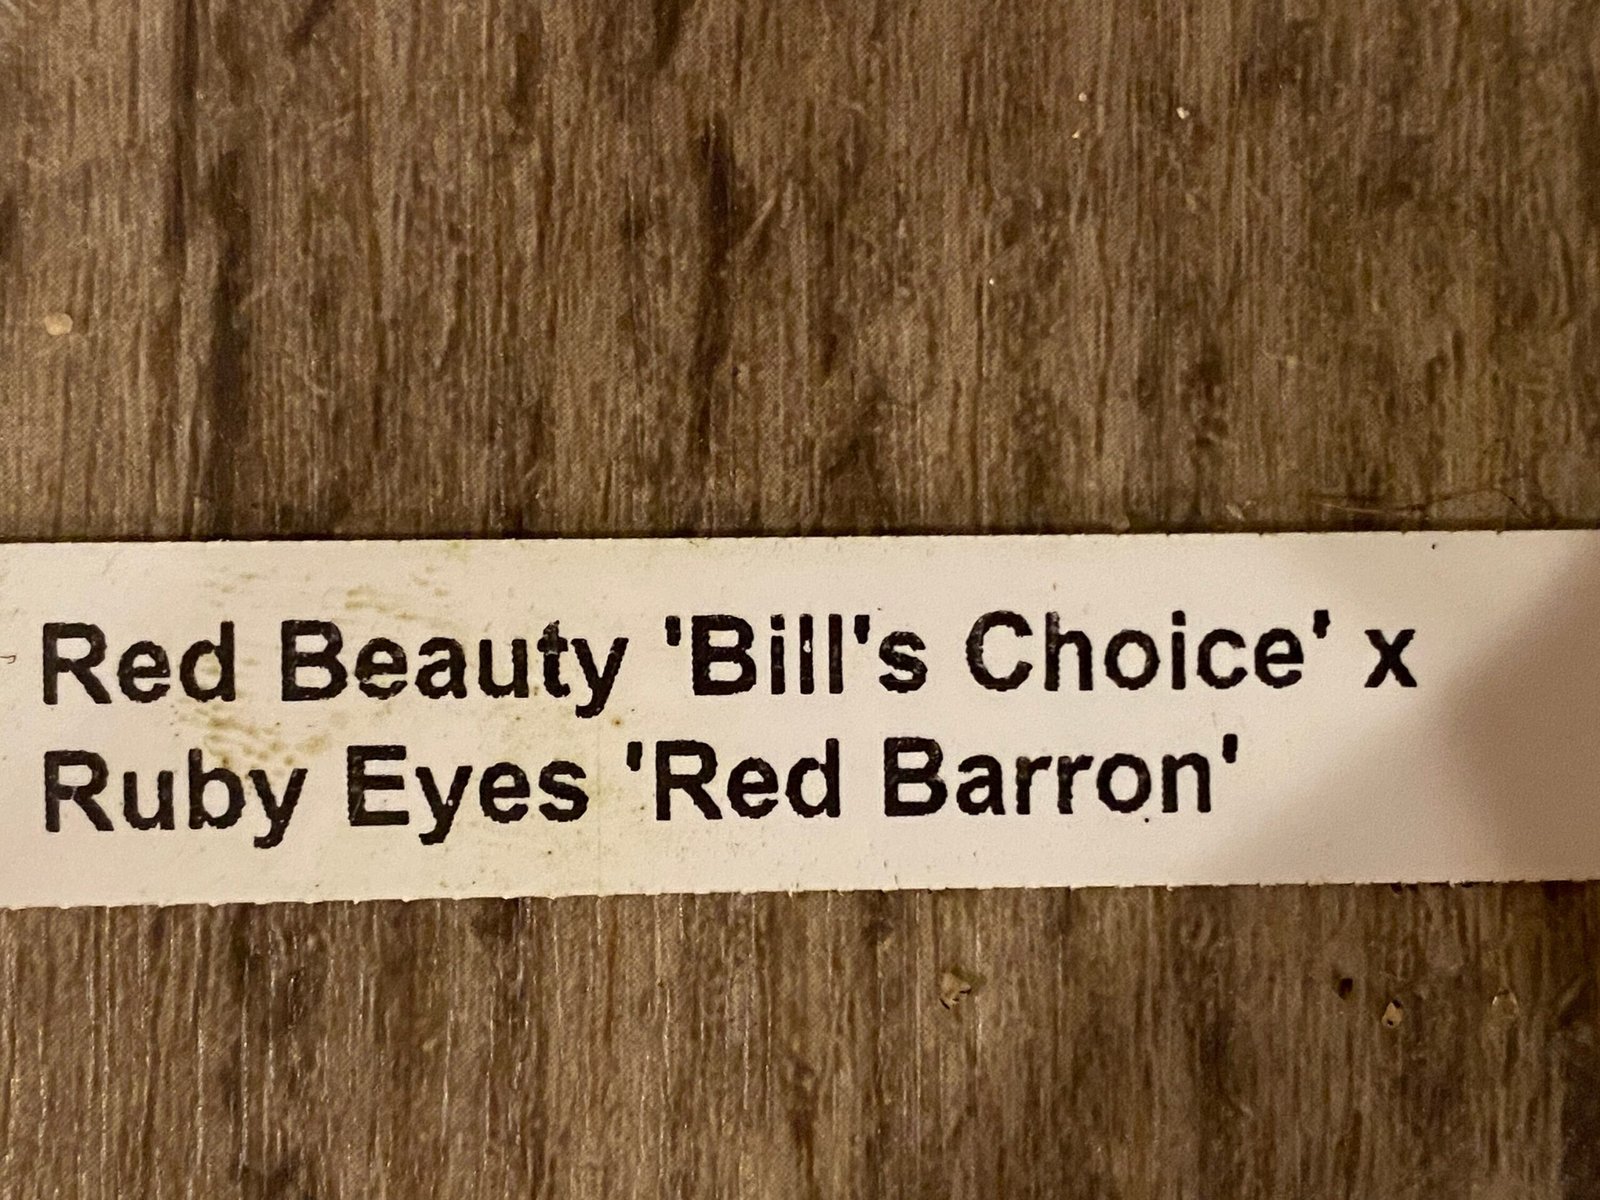 Red Beauty 'Bill's Choice' x
Ruby Eyes 'Red Barron'